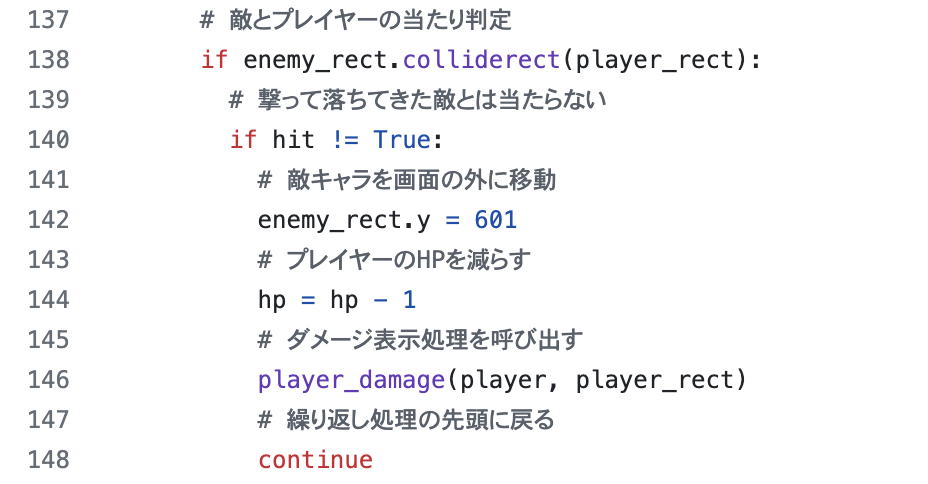 137 # 敵とプレイヤーの当たり判定
138 if enemy_rect.colliderect(player_rect):
139 # 撃って落ちてきた敵とは当たらない
140 if hit != True:
141 # 敵キャラを画面の外に移動
142 enemy_rect.y = 601
143 # プレイヤーのHPを減らす
144 hp = hp - 1
145 # ダメージ表示処理を呼び出す
146 player_damage(player, player_rect)
147 # 繰り返し処理の先頭に戻る
148 continue